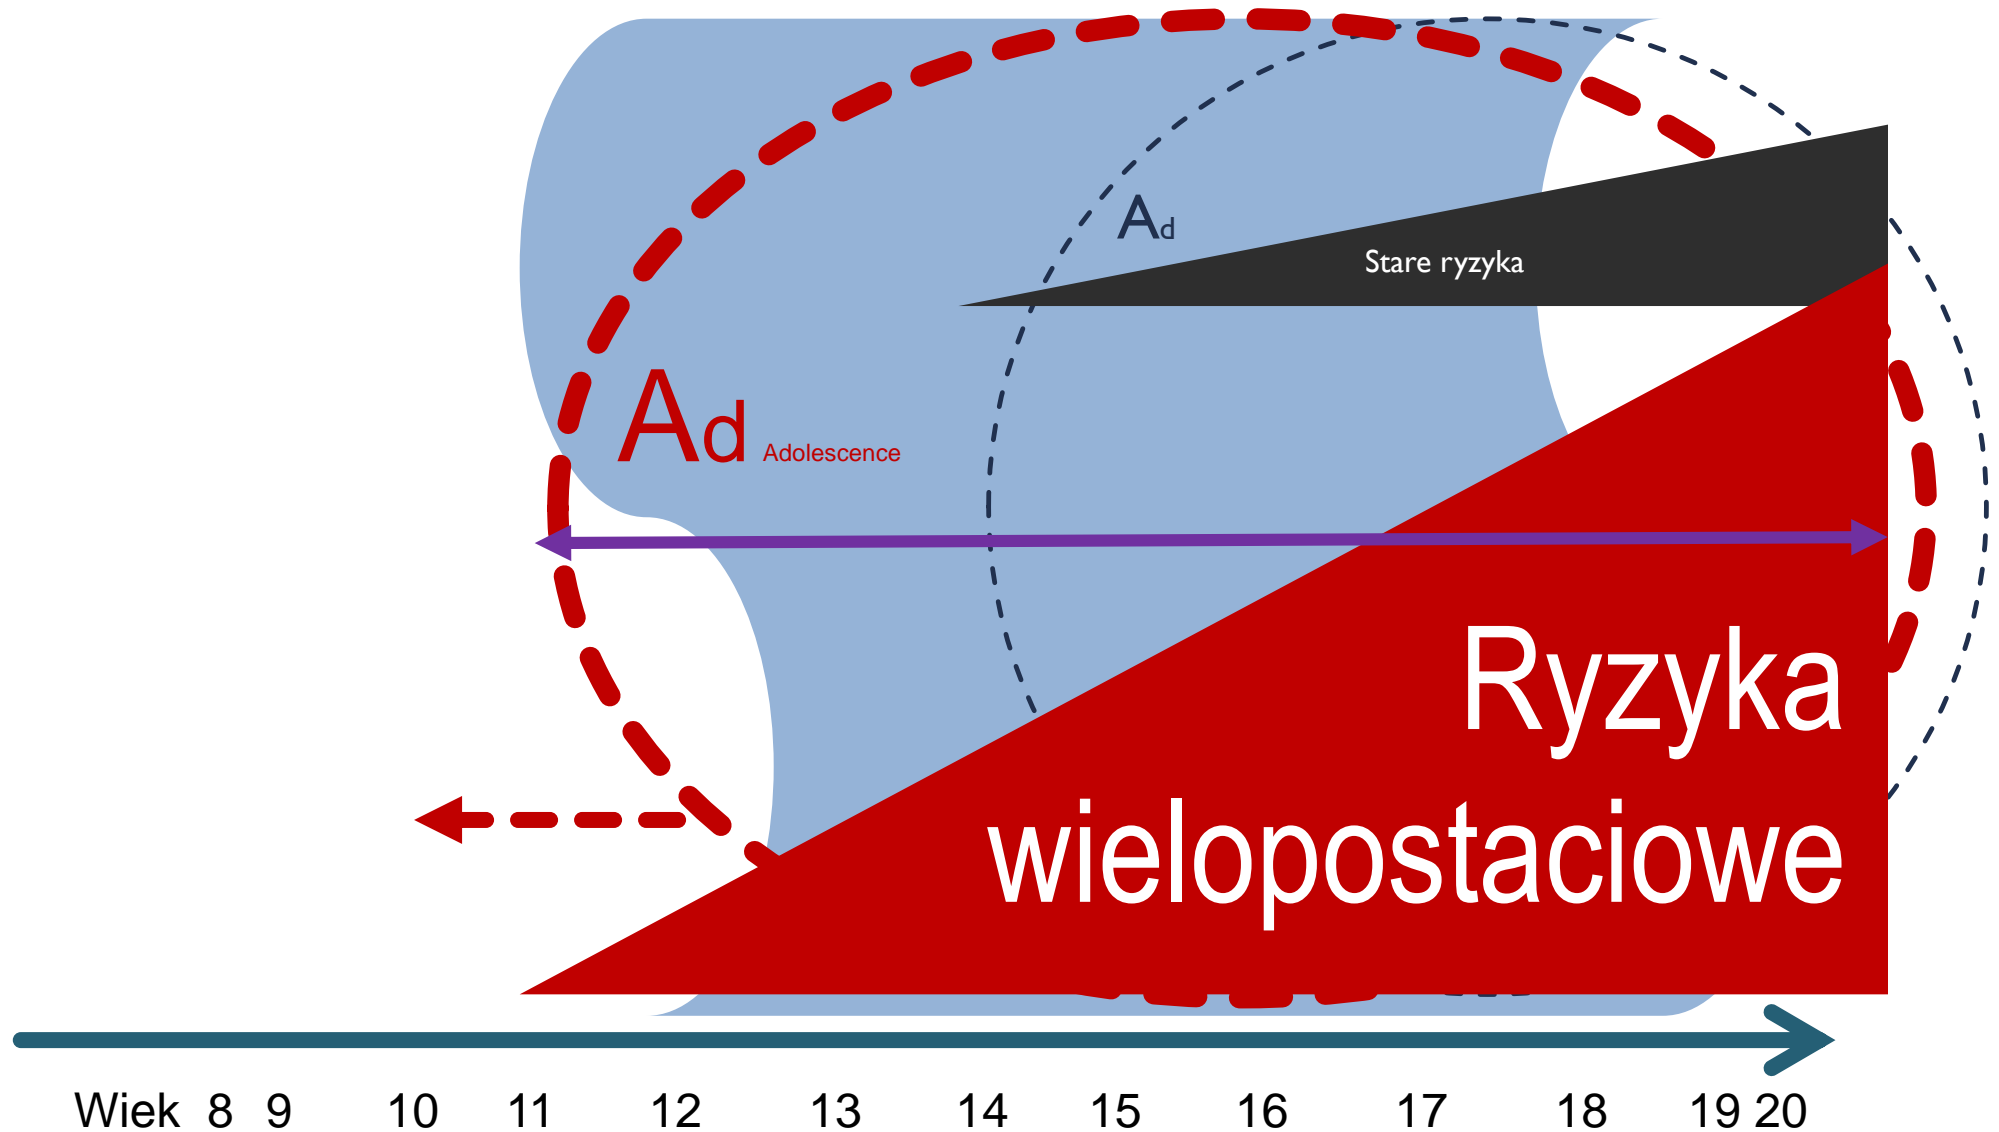 Ad
Stare ryzyka
Ad Adolescence
Ryzyka
wielopostaciowe
Wiek 8 9 10 11 12 13 14 15 16 17 18 19 20